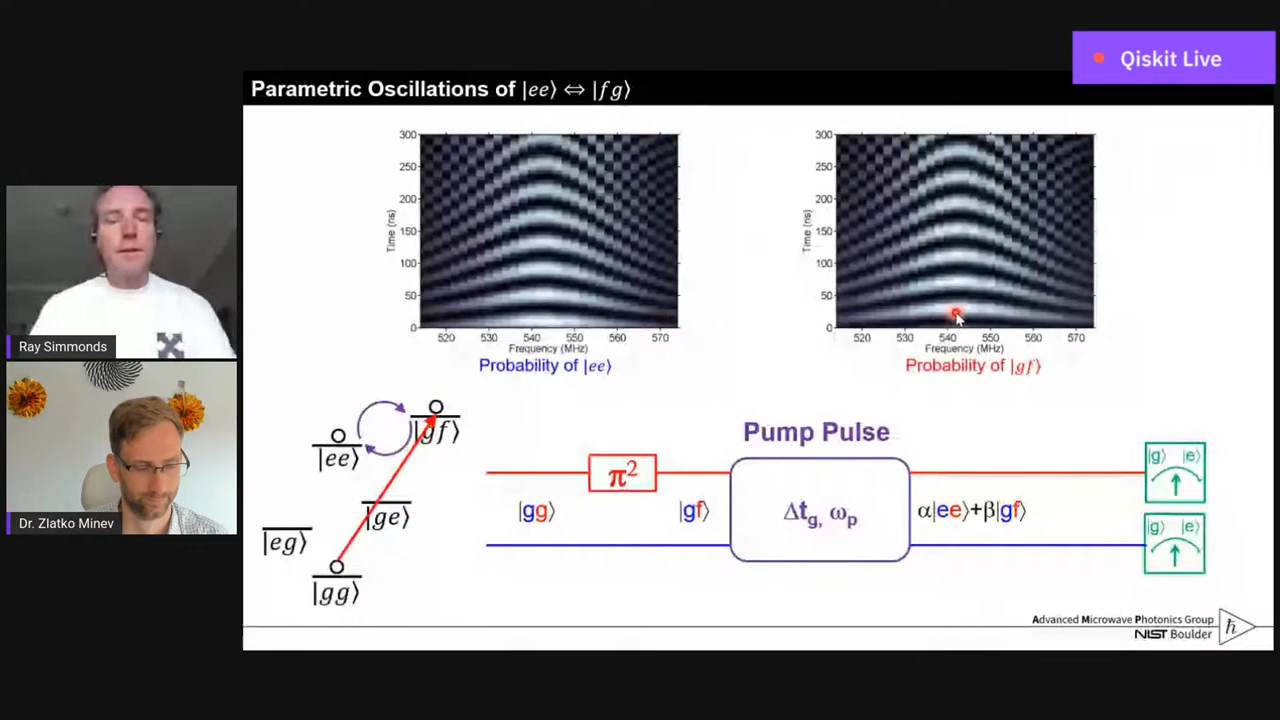 Qiskit Live
Parametric Oscillations of |ee⟩ ⇔ |fg⟩
300
250
200
150
100
50
0
Time (ns)
520 530 540 550 560 570
Frequency (MHz)
Probability of |ee⟩
300
250
200
150
100
50
0
Time (ns)
520 530 540 550 560 570
Frequency (MHz)
Probability of |gf⟩
Ray Simmonds
Dr. Zlatko Minev
|gf⟩
|ee⟩
|ge⟩
|eg⟩
|gg⟩
Pump Pulse
π²
|gg⟩ |gf⟩ Δtg, ωp α|ee⟩+β|gf⟩
|g⟩ |e⟩
|g⟩ |e⟩
Advanced Microwave Photonics Group
NIST Boulder
ħ